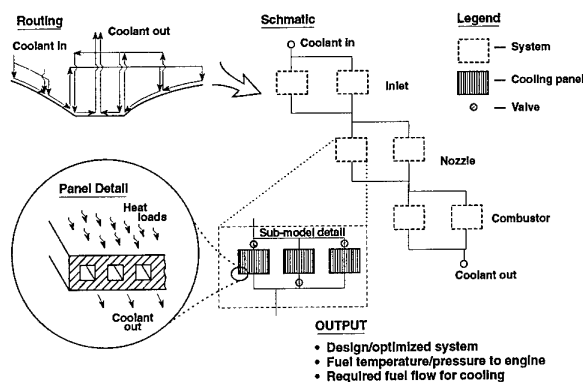 Routing
Coolant in
Coolant out
Schmatic
Coolant in
Inlet
Nozzle
Combustor
Coolant out
Legend
System
Cooling panel
Valve
Panel Detail
Heat
loads
Coolant
out
Sub-model detail
OUTPUT
• Design/optimized system
• Fuel temperature/pressure to engine
• Required fuel flow for cooling